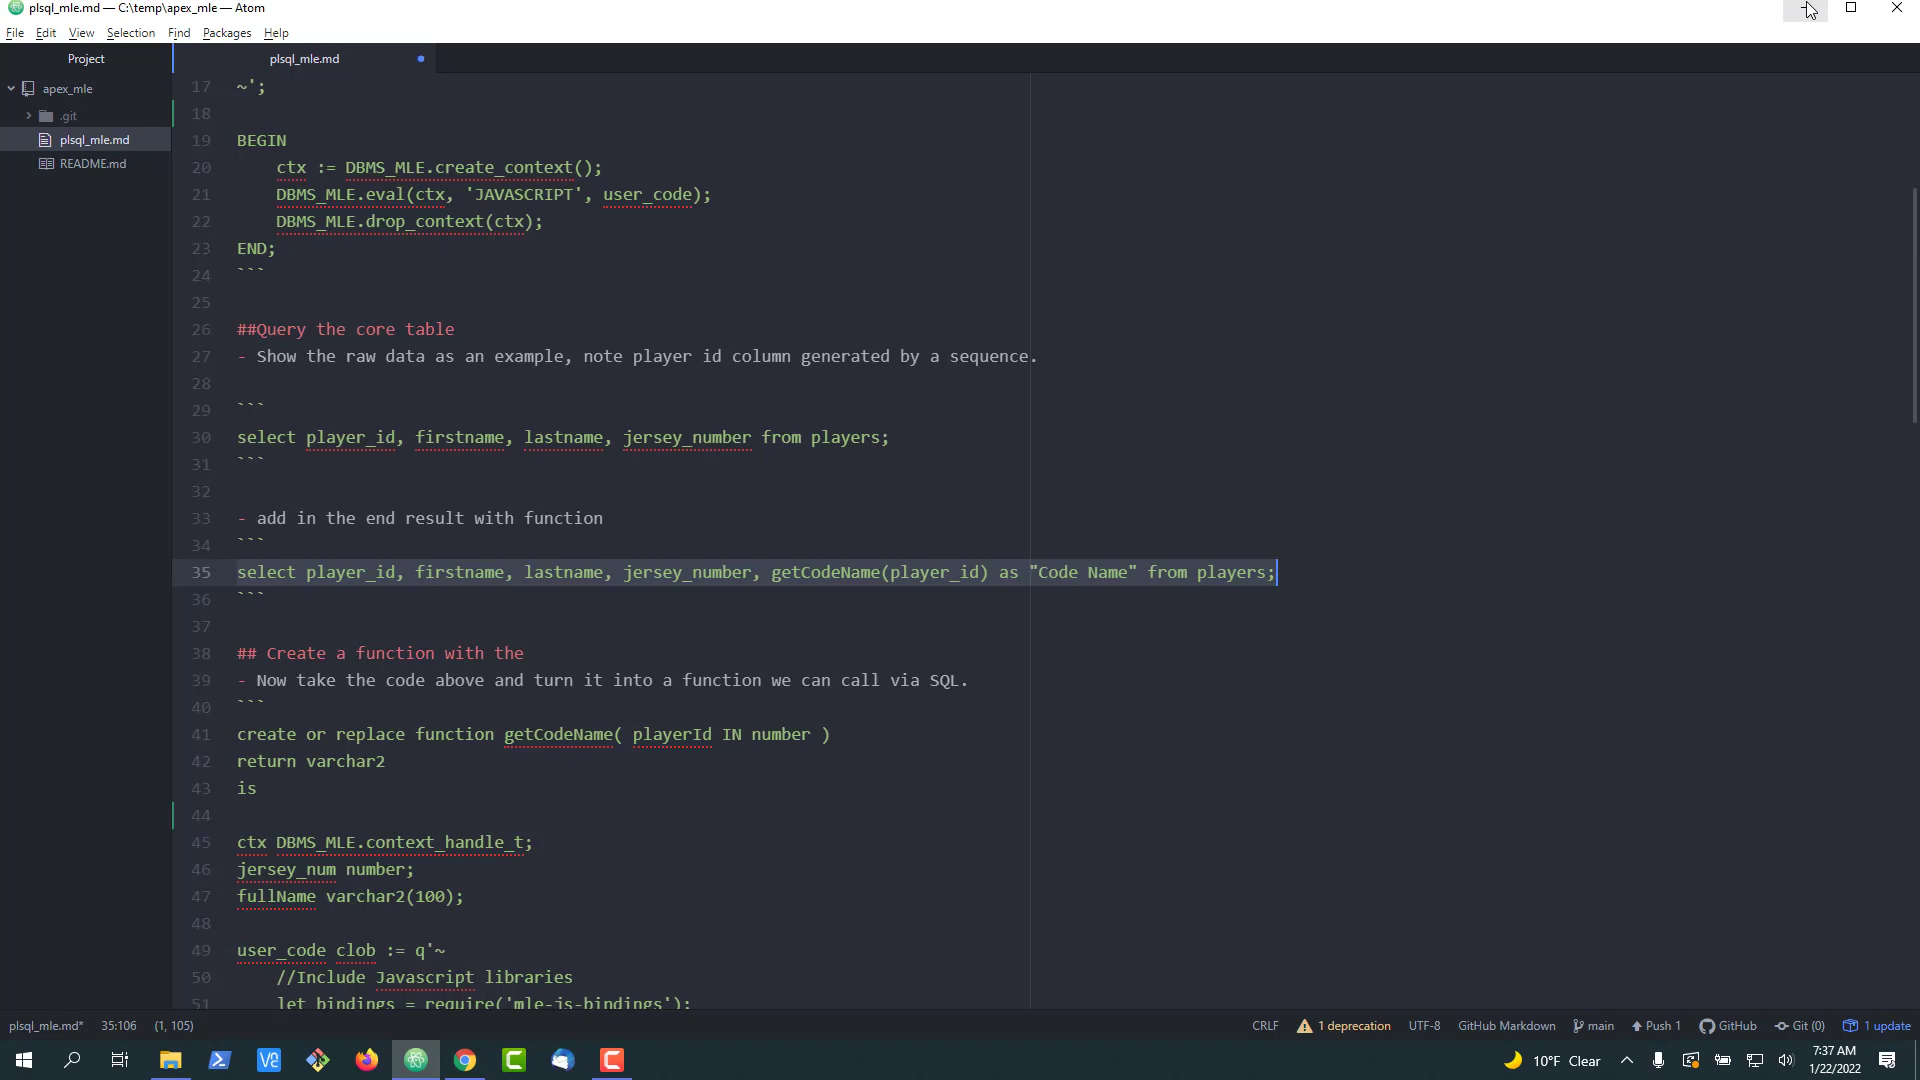 plsql_mle.md — C:\temp\apex_mle — Atom
File Edit View Selection Find Packages Help
Project
plsql_mle.md
apex_mle
.git
plsql_mle.md
README.md
17 ~';
18
19 BEGIN
20 ctx := DBMS_MLE.create_context();
21 DBMS_MLE.eval(ctx, 'JAVASCRIPT', user_code);
22 DBMS_MLE.drop_context(ctx);
23 END;
24 ```
25
26 ##Query the core table
27 - Show the raw data as an example, note player id column generated by a sequence.
28
29 ```
30 select player_id, firstname, lastname, jersey_number from players;
31 ```
32
33 - add in the end result with function
34 ```
35 select player_id, firstname, lastname, jersey_number, getCodeName(player_id) as "Code Name" from players;
36 ```
37
38 ## Create a function with the
39 - Now take the code above and turn it into a function we can call via SQL.
40 ```
41 create or replace function getCodeName( playerId IN number )
42 return varchar2
43 is
44
45 ctx DBMS_MLE.context_handle_t;
46 jersey_num number;
47 fullName varchar2(100);
48
49 user_code clob := q'~
50 //Include Javascript libraries
51 let bindings = require('mle-js-bindings');
plsql_mle.md* 35:106 (1, 105) CRLF 1 deprecation UTF-8 GitHub Markdown main Push 1 GitHub Git (0) 1 update
10°F Clear 7:37 AM
1/22/2022